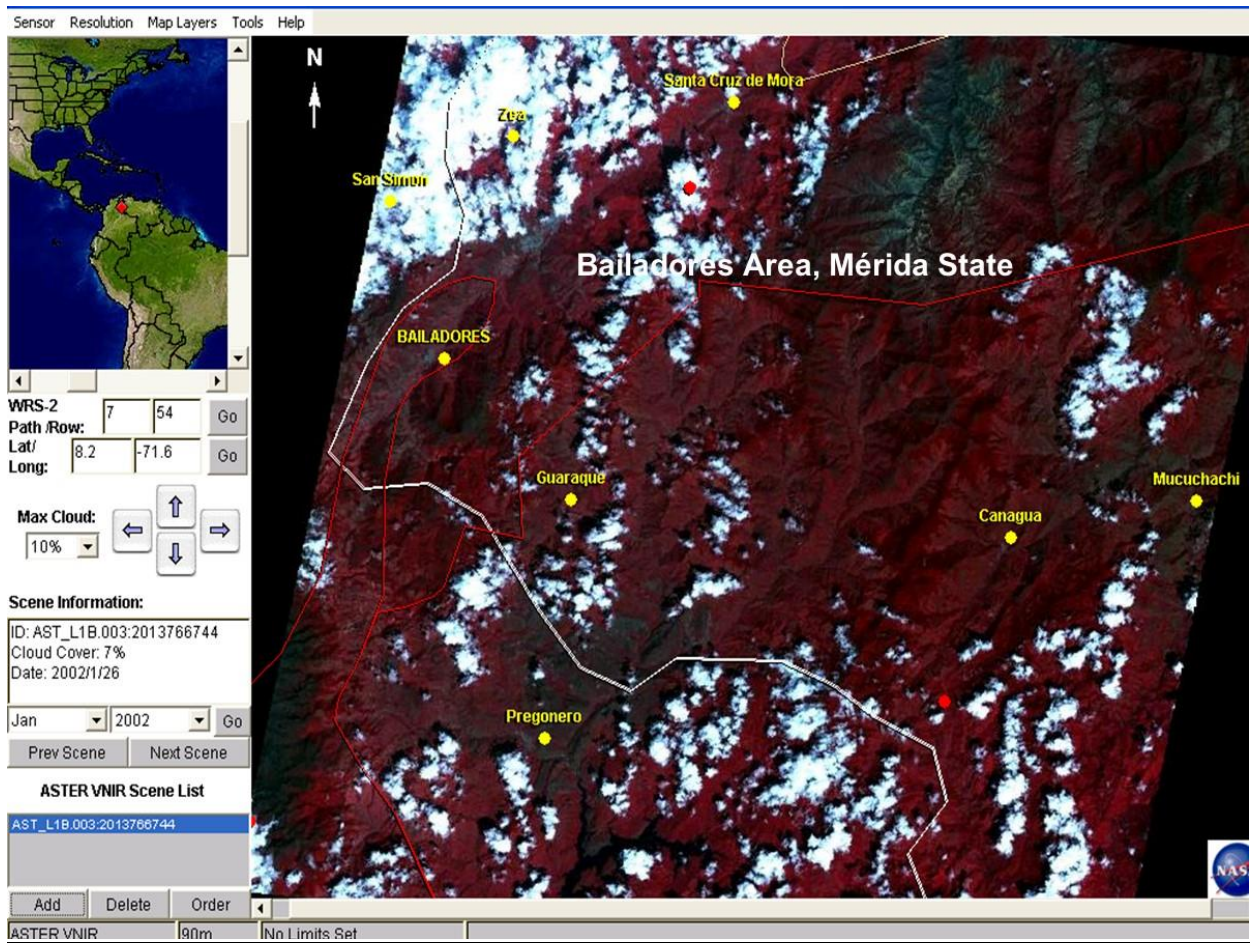 Sensor Resolution Map Layers Tools Help
N
Santa Cruz de Mora
Zea
San Simon
Bailadores Area, Mérida State
BAILADORES
Guaraque
Mucuchachi
Canagua
Pregonero
WRS-2
Path /Row: 7 54 Go
Lat/
Long: 8.2 -71.6 Go
Max Cloud:
10%
Scene Information:
ID: AST_L1B.003:2013766744
Cloud Cover: 7%
Date: 2002/1/26
Jan 2002 Go
Prev Scene Next Scene
ASTER VNIR Scene List
AST_L1B.003:2013766744
Add Delete Order
ASTER VNIR 90m No Limits Set
NASA